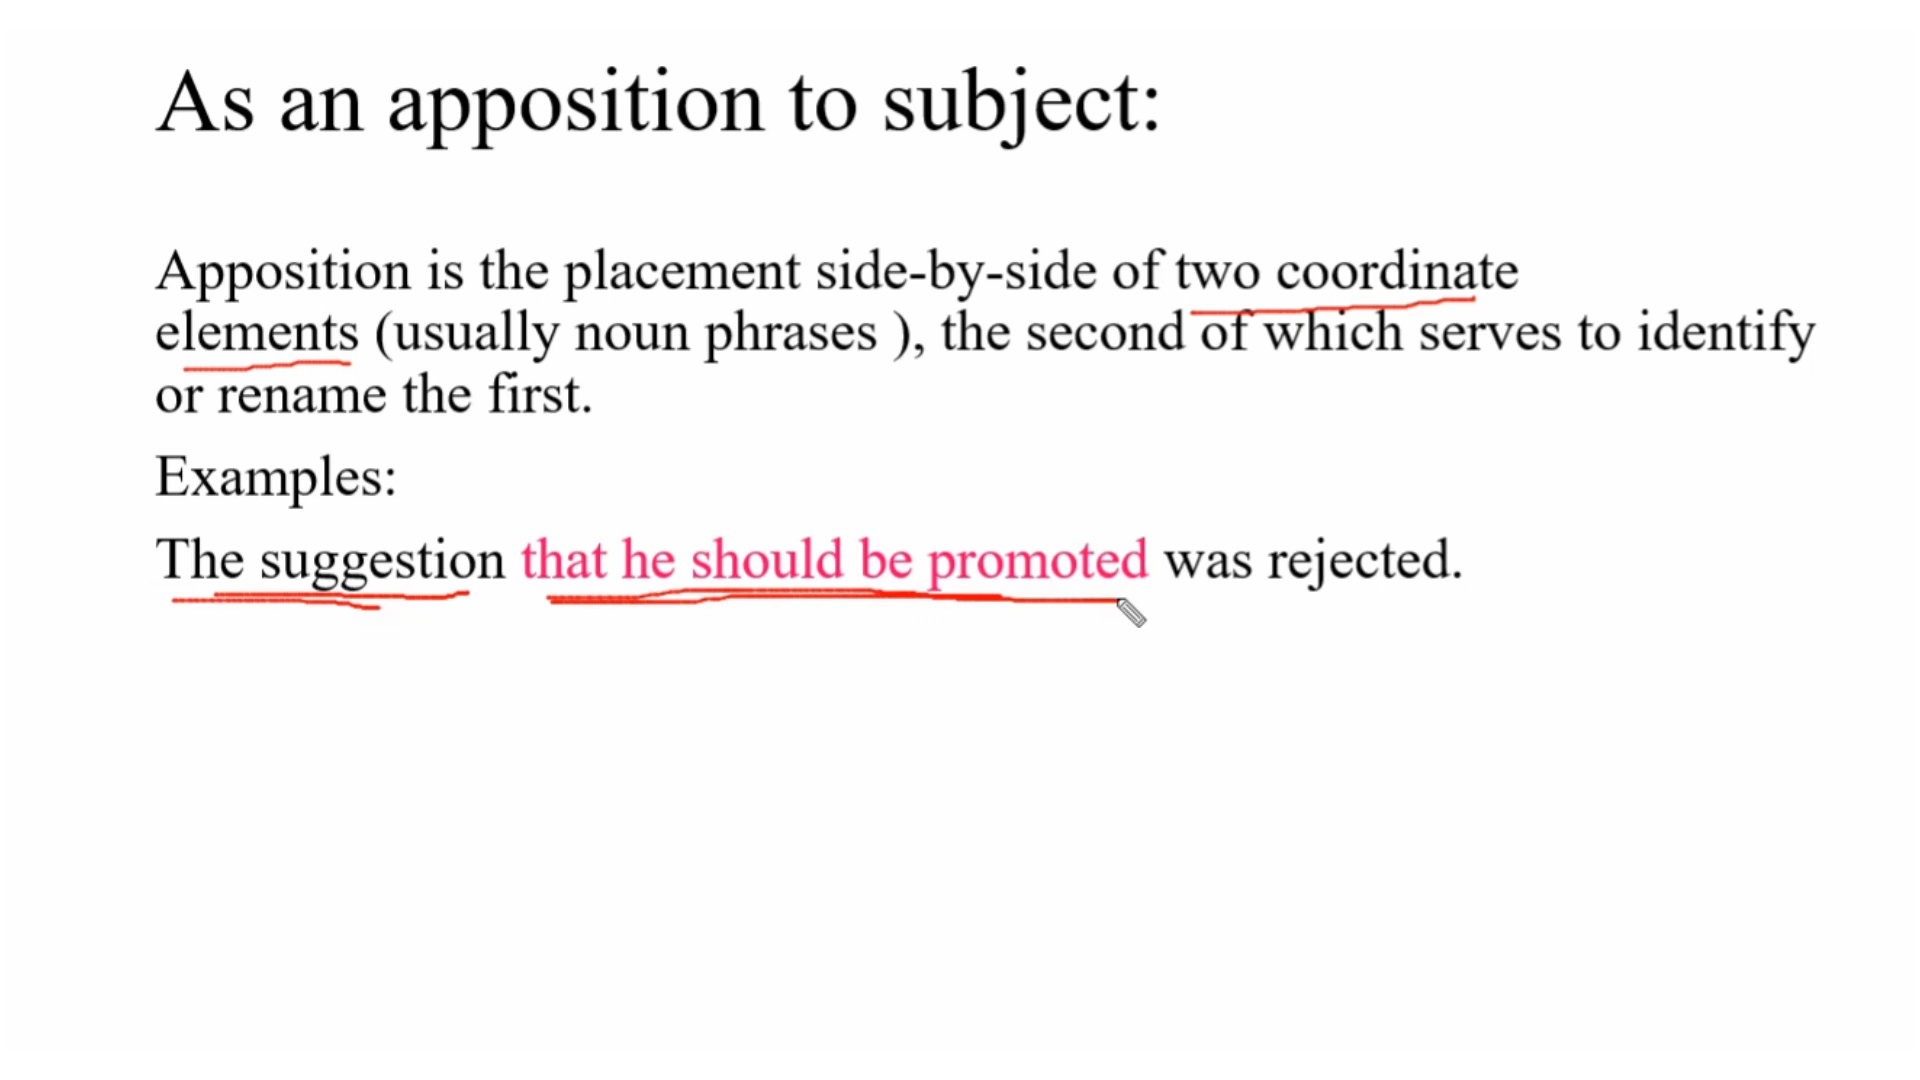 As an apposition to subject:
Apposition is the placement side-by-side of two coordinate
elements (usually noun phrases ), the second of which serves to identify
or rename the first.
Examples:
The suggestion that he should be promoted was rejected.